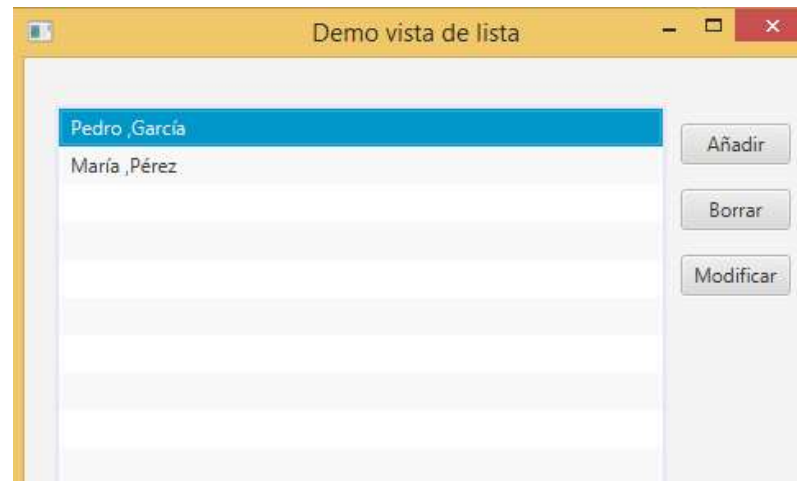 Demo vista de lista
Pedro ,García
María ,Pérez
Añadir
Borrar
Modificar